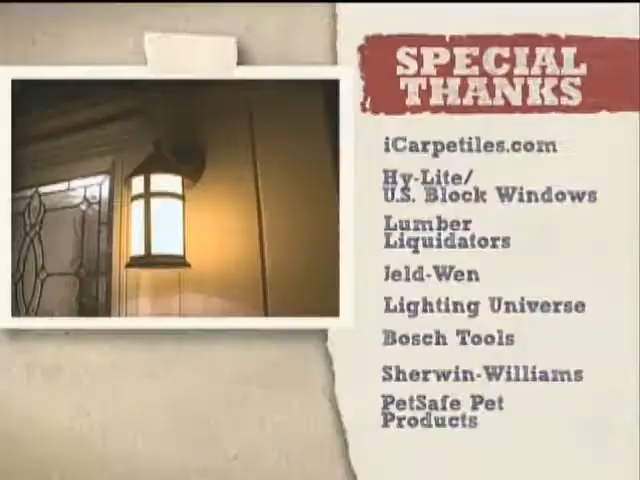 SPECIAL
THANKS
iCarpetiles.com
Hy-Lite/
U.S. Block Windows
Lumber
Liquidators
Jeld-Wen
Lighting Universe
Bosch Tools
Sherwin-Williams
PetSafe Pet
Products